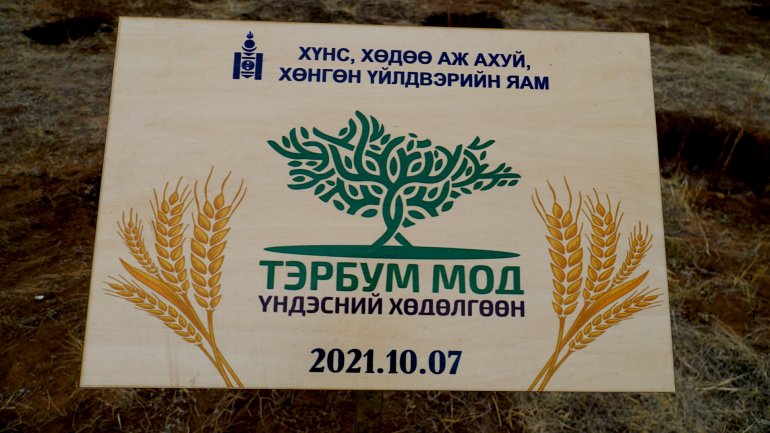 ХҮНС, ХӨДӨӨ АЖ АХУЙ,
ХӨНГӨН ҮЙЛДВЭРИЙН ЯАМ
ТЭРБУМ МОД
ҮНДЭСНИЙ ХӨДӨЛГӨӨН
2021.10.07